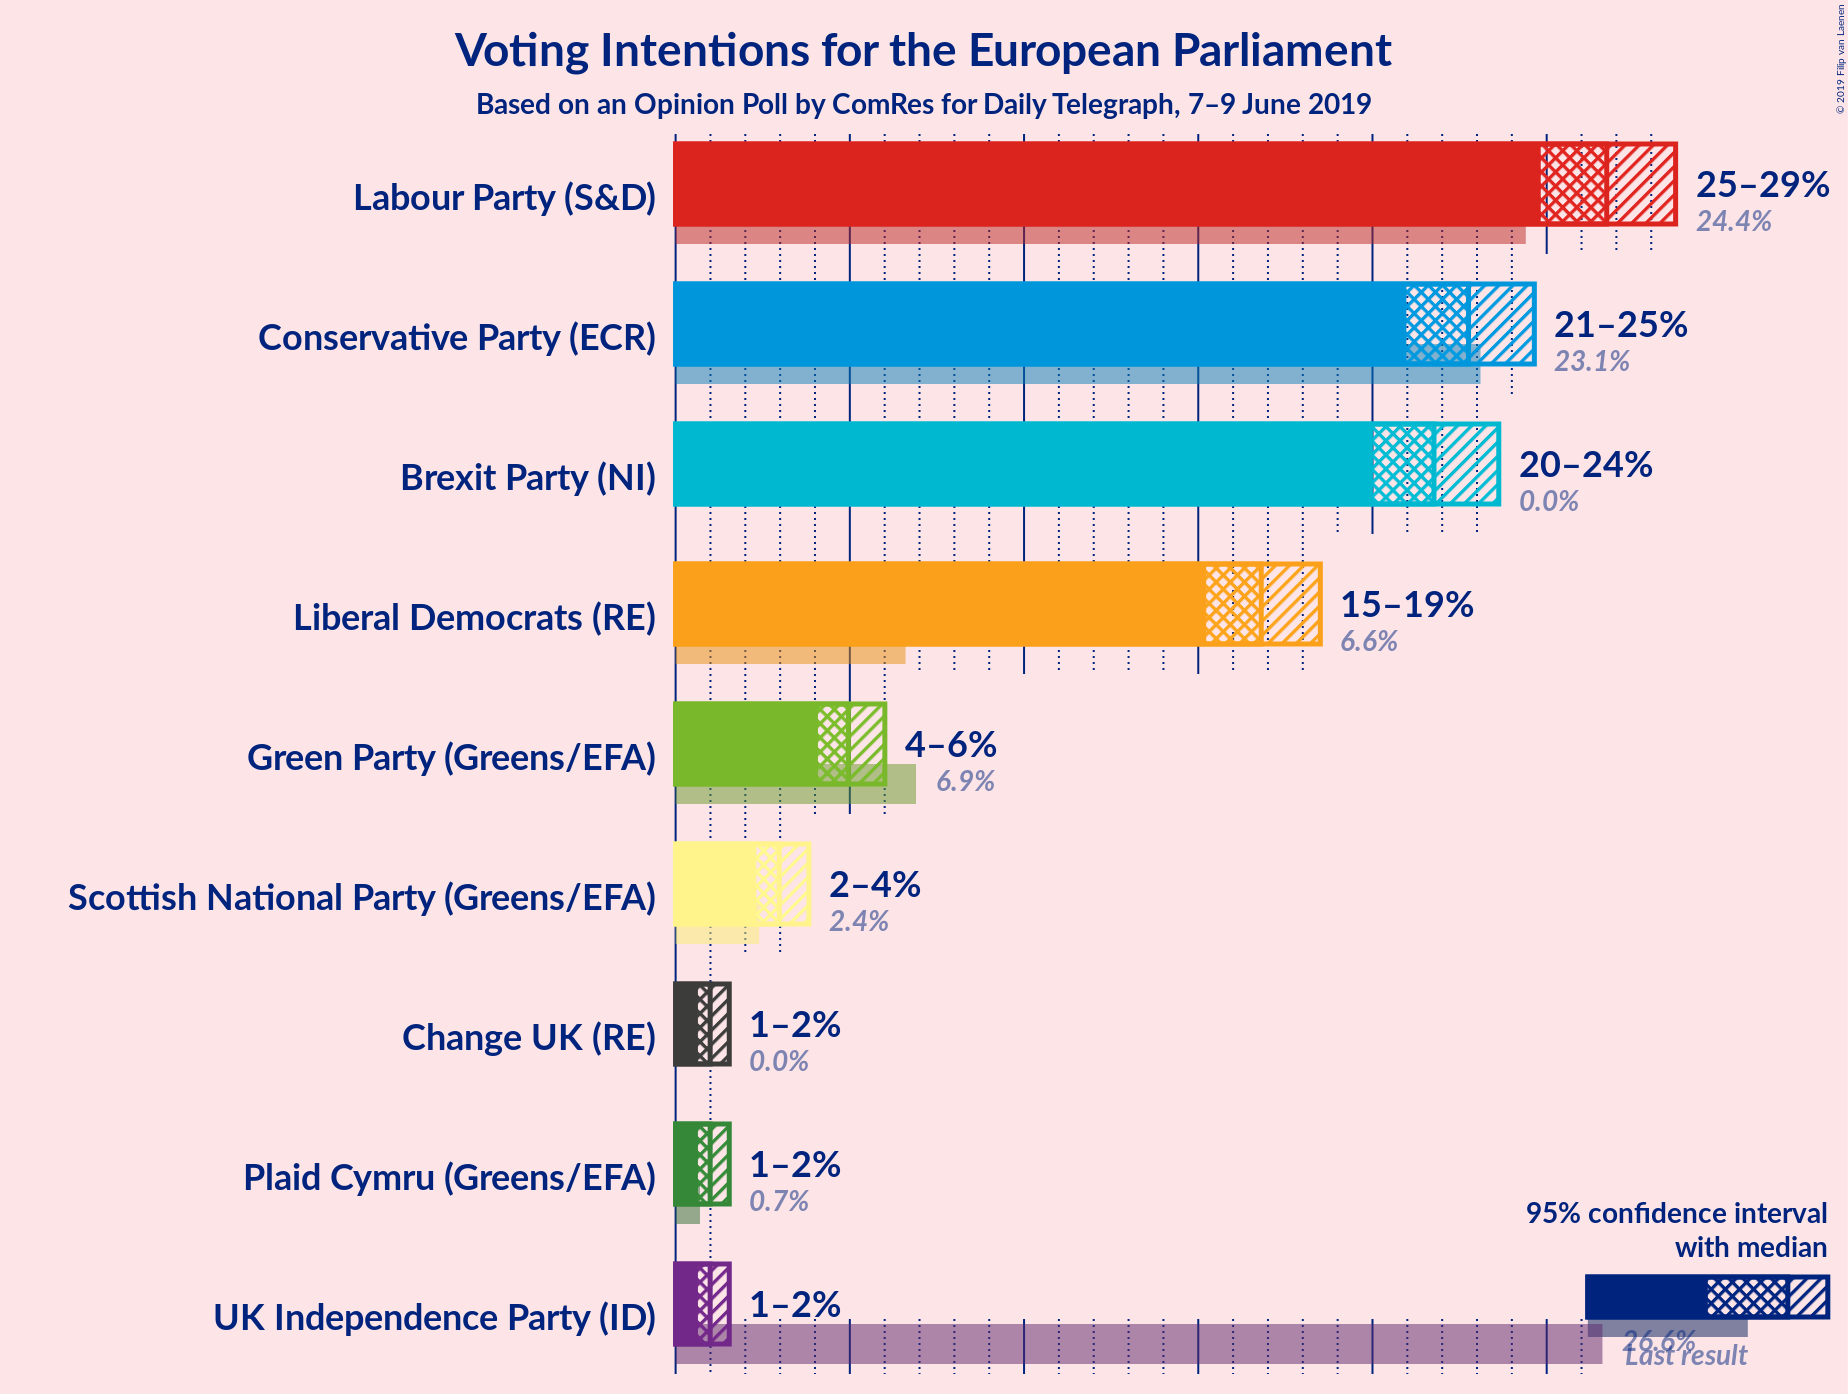 Voting Intentions for the European Parliament
Based on an Opinion Poll by ComRes for Daily Telegraph, 7–9 June 2019
© 2019 Filip van Laenen
Labour Party (S&D)
25–29%
24.4%
Conservative Party (ECR)
21–25%
23.1%
Brexit Party (NI)
20–24%
0.0%
Liberal Democrats (RE)
15–19%
6.6%
Green Party (Greens/EFA)
4–6%
6.9%
Scottish National Party (Greens/EFA)
2–4%
2.4%
Change UK (RE)
1–2%
0.0%
Plaid Cymru (Greens/EFA)
1–2%
0.7%
UK Independence Party (ID)
1–2%
26.6%
95% confidence interval
with median
Last result